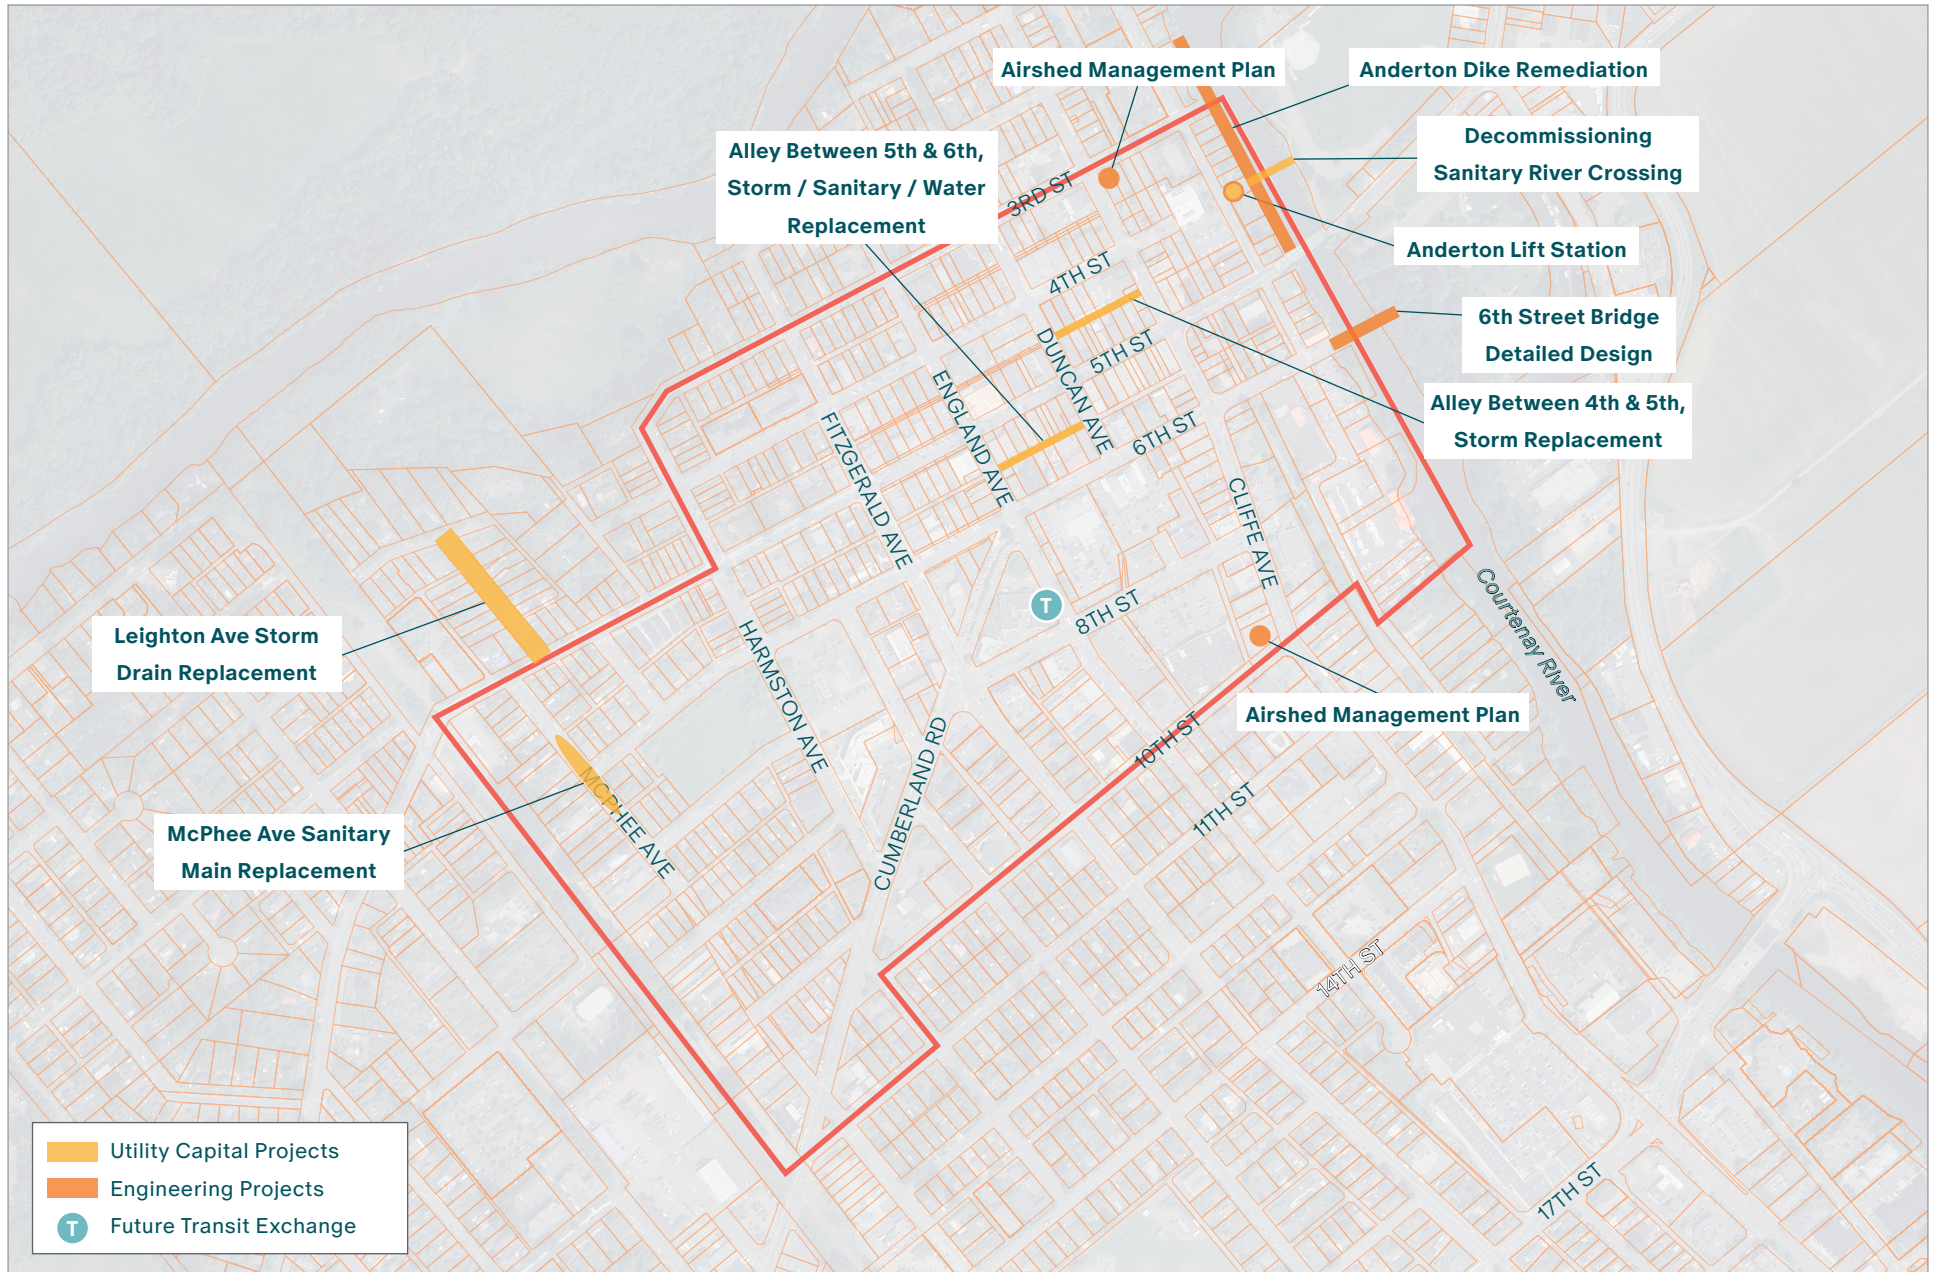 Airshed Management Plan
Anderton Dike Remediation
Alley Between 5th & 6th,
Storm / Sanitary / Water
Replacement
Decommissioning
Sanitary River Crossing
3RD ST
Anderton Lift Station
4TH ST
6th Street Bridge
Detailed Design
DUNCAN AVE
5TH ST
ENGLAND AVE
Alley Between 4th & 5th,
Storm Replacement
FITZGERALD AVE
6TH ST
CLIFFE AVE
T
8TH ST
Courtenay River
Leighton Ave Storm
Drain Replacement
HARMSTON AVE
Airshed Management Plan
10TH ST
CUMBERLAND RD
MCPHEE AVE
11TH ST
McPhee Ave Sanitary
Main Replacement
14TH ST
17TH ST
Utility Capital Projects
Engineering Projects
T Future Transit Exchange